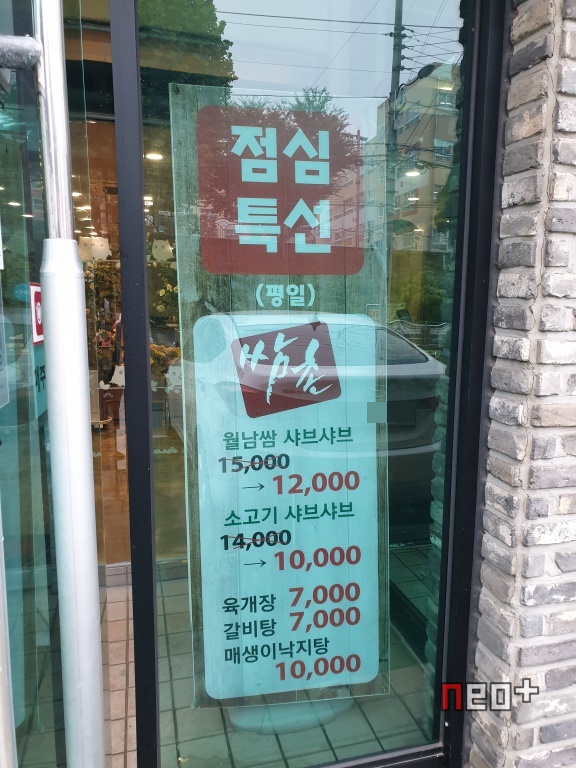 점심
특선
(평일)
쌈촌
월남쌈 샤브샤브
15,000
→ 12,000
소고기 샤브샤브
14,000
→ 10,000
육개장 7,000
갈비탕 7,000
매생이낙지탕
10,000
neo+